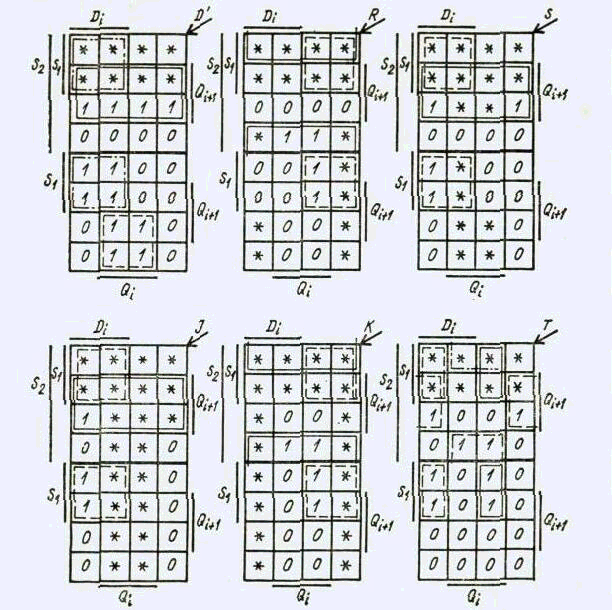 Di D'
* * * *
S2 S1
* * * *
Qi+1
1 1 1 1
0 0 0 0
1 1 0 0
S1
1 1 0 0
Qi+1
0 1 1 0
0 1 1 0
Qi
Di R
* * * *
S2 S1
* * * *
Qi+1
0 0 0 0
* 1 1 *
0 0 1 *
S1
0 0 1 *
Qi+1
* 0 0 *
* 0 0 *
Qi
Di S
* * * *
S2 S1
* * * *
Qi+1
1 * * 1
0 0 0 0
1 * 0 0
S1
1 * 0 0
Qi+1
0 * * 0
0 * * 0
Qi
Di J
* * * *
S2 S1
* * * *
Qi+1
1 * * *
0 * * 0
1 * * 0
S1
1 * * 0
Qi+1
0 * * 0
0 * * 0
Qi
Di K
* * * *
S2 S1
* * * *
Qi+1
* 0 0 *
* 1 1 *
* 0 1 *
S1
* 0 1 *
Qi+1
* 0 0 *
* 0 0 *
Qi
Di T
* * * *
S2 S1
* * * *
Qi+1
1 0 0 1
0 1 1 0
1 0 1 0
S1
1 0 1 0
Qi+1
0 0 0 0
0 0 0 0
Qi